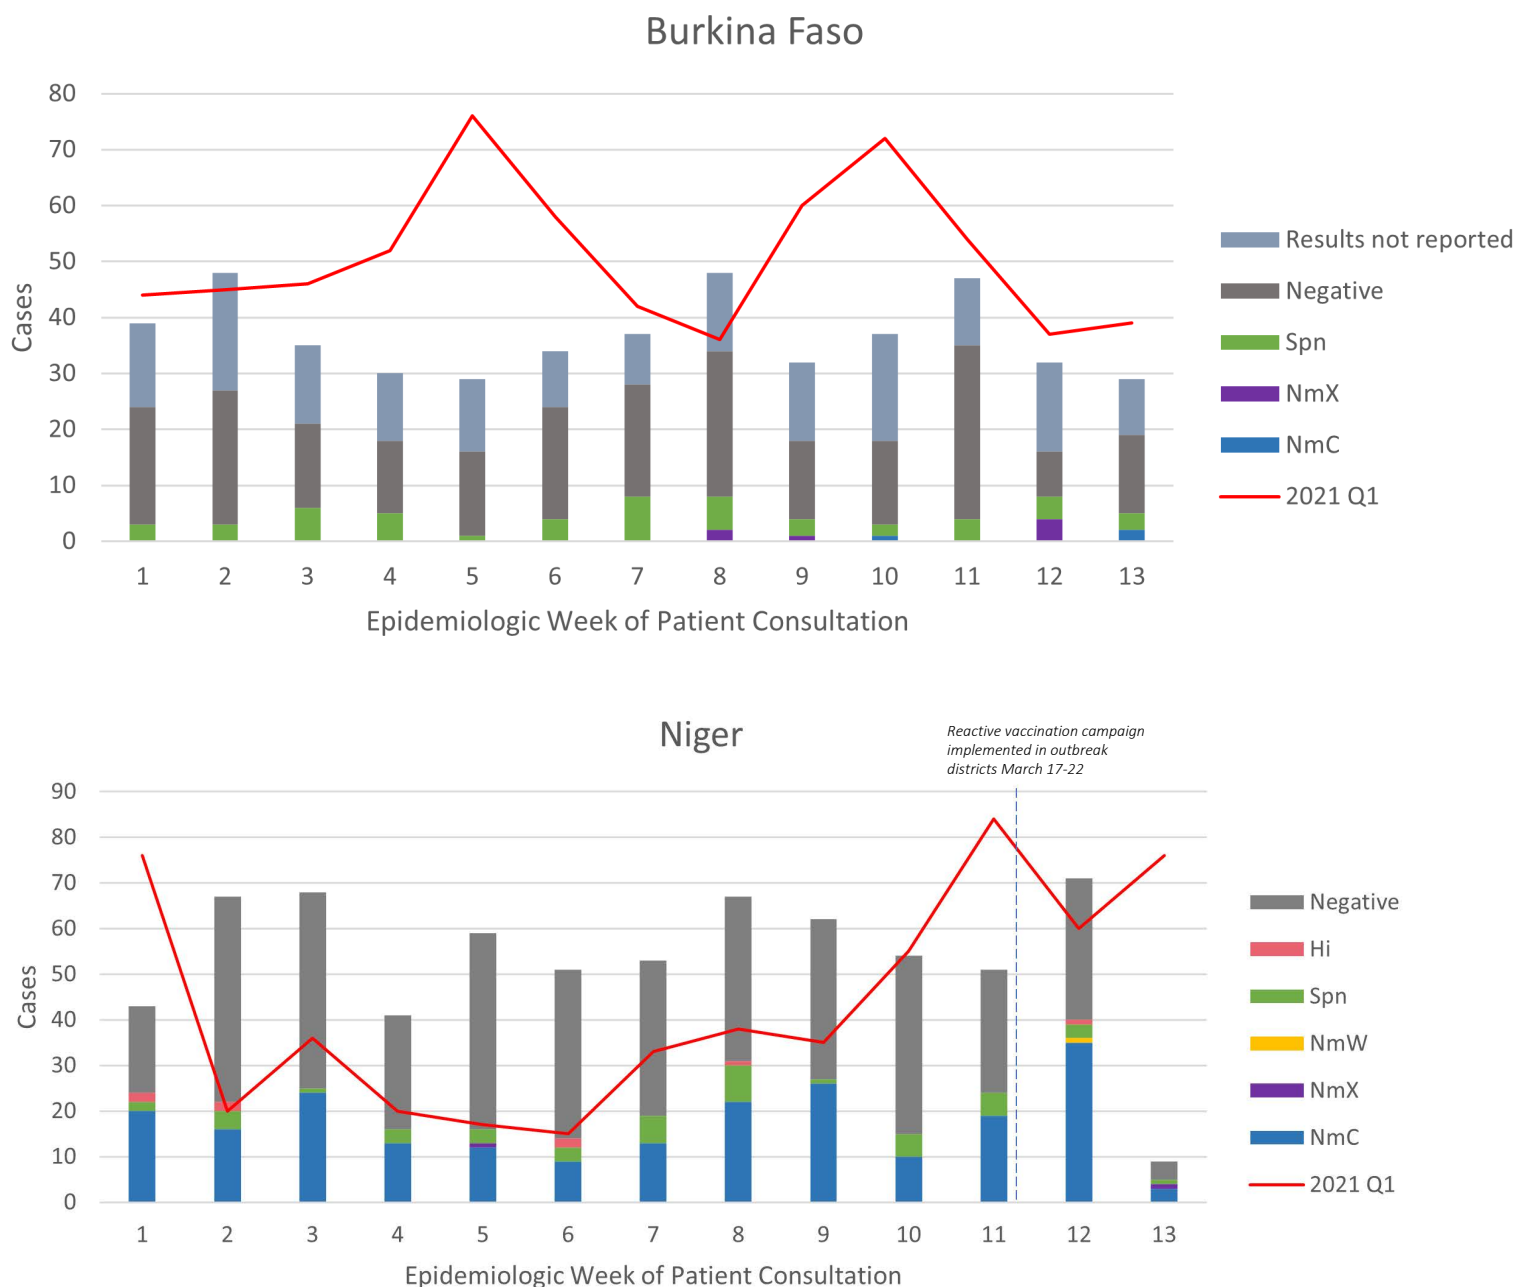 Burkina Faso
80
70
60
50
40
30
20
10
0
Cases
1 2 3 4 5 6 7 8 9 10 11 12 13
Epidemiologic Week of Patient Consultation
Results not reported
Negative
Spn
NmX
NmC
2021 Q1
Niger
Reactive vaccination campaign
implemented in outbreak
districts March 17-22
90
80
70
60
50
40
30
20
10
0
Cases
1 2 3 4 5 6 7 8 9 10 11 12 13
Epidemiologic Week of Patient Consultation
Negative
Hi
Spn
NmW
NmX
NmC
2021 Q1